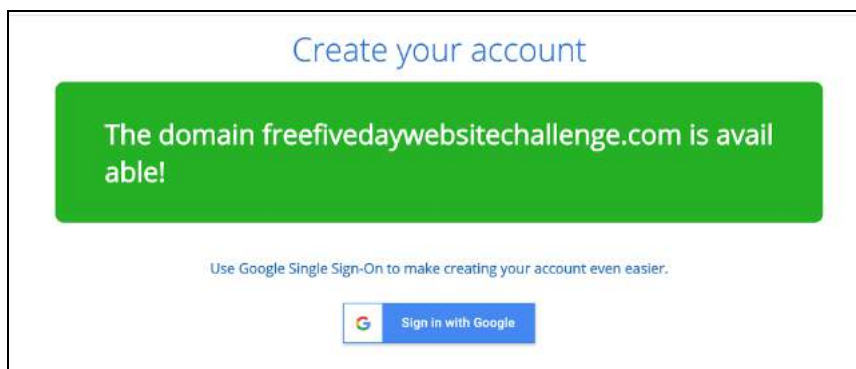 Create your account
The domain freefivedaywebsitechallenge.com is avail
able!
Use Google Single Sign-On to make creating your account even easier.
Sign in with Google